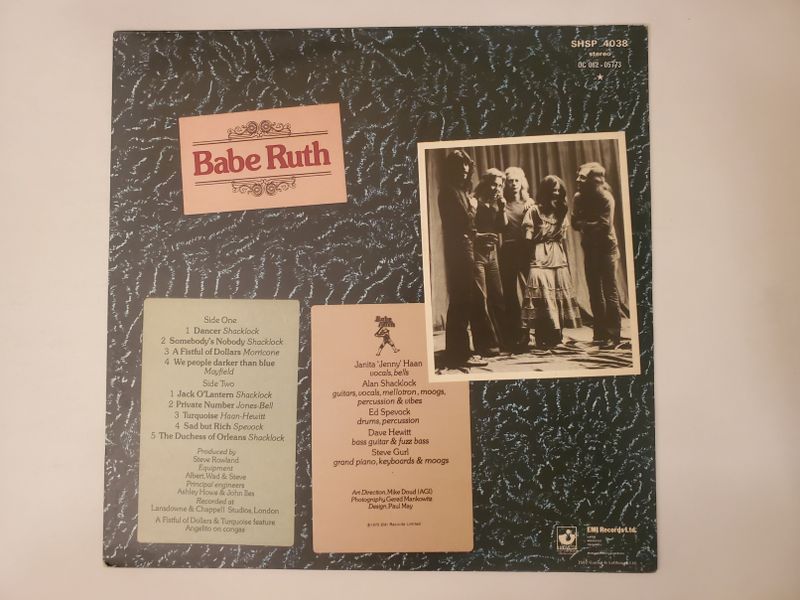 SHSP 4038
stereo
OC 062 - 05773
Babe Ruth
Side One
1 Dancer Shacklock
2 Somebody's Nobody Shacklock
3 A Fistful of Dollars Morricone
4 We people darker than blue
Mayfield
Side Two
1 Jack O'Lantern Shacklock
2 Private Number Jones-Bell
3 Turquoise Haan-Hewitt
4 Sad but Rich Spevock
5 The Duchess of Orleans Shacklock
Produced by
Steve Rowland
Equipment
Albert, Wad & Steve
Principal engineers
Ashley Howe & John Iles
Recorded at
Lansdowne & Chappell Studios, London
A Fistful of Dollars & Turquoise feature
Angelito on congas
Babe
Ruth
Janita 'Jenny' Haan
vocals, bells
Alan Shacklock
guitars, vocals, mellotron, moogs,
percussion & vibes
Ed Spevock
drums, percussion
Dave Hewitt
bass guitar & fuzz bass
Steve Gurl
grand piano, keyboards & moogs
Art Direction, Mike Doud (AGI)
Photography, Gered Mankowitz
Design, Paul May
℗1975 EMI Records Limited
EMI Records Ltd.